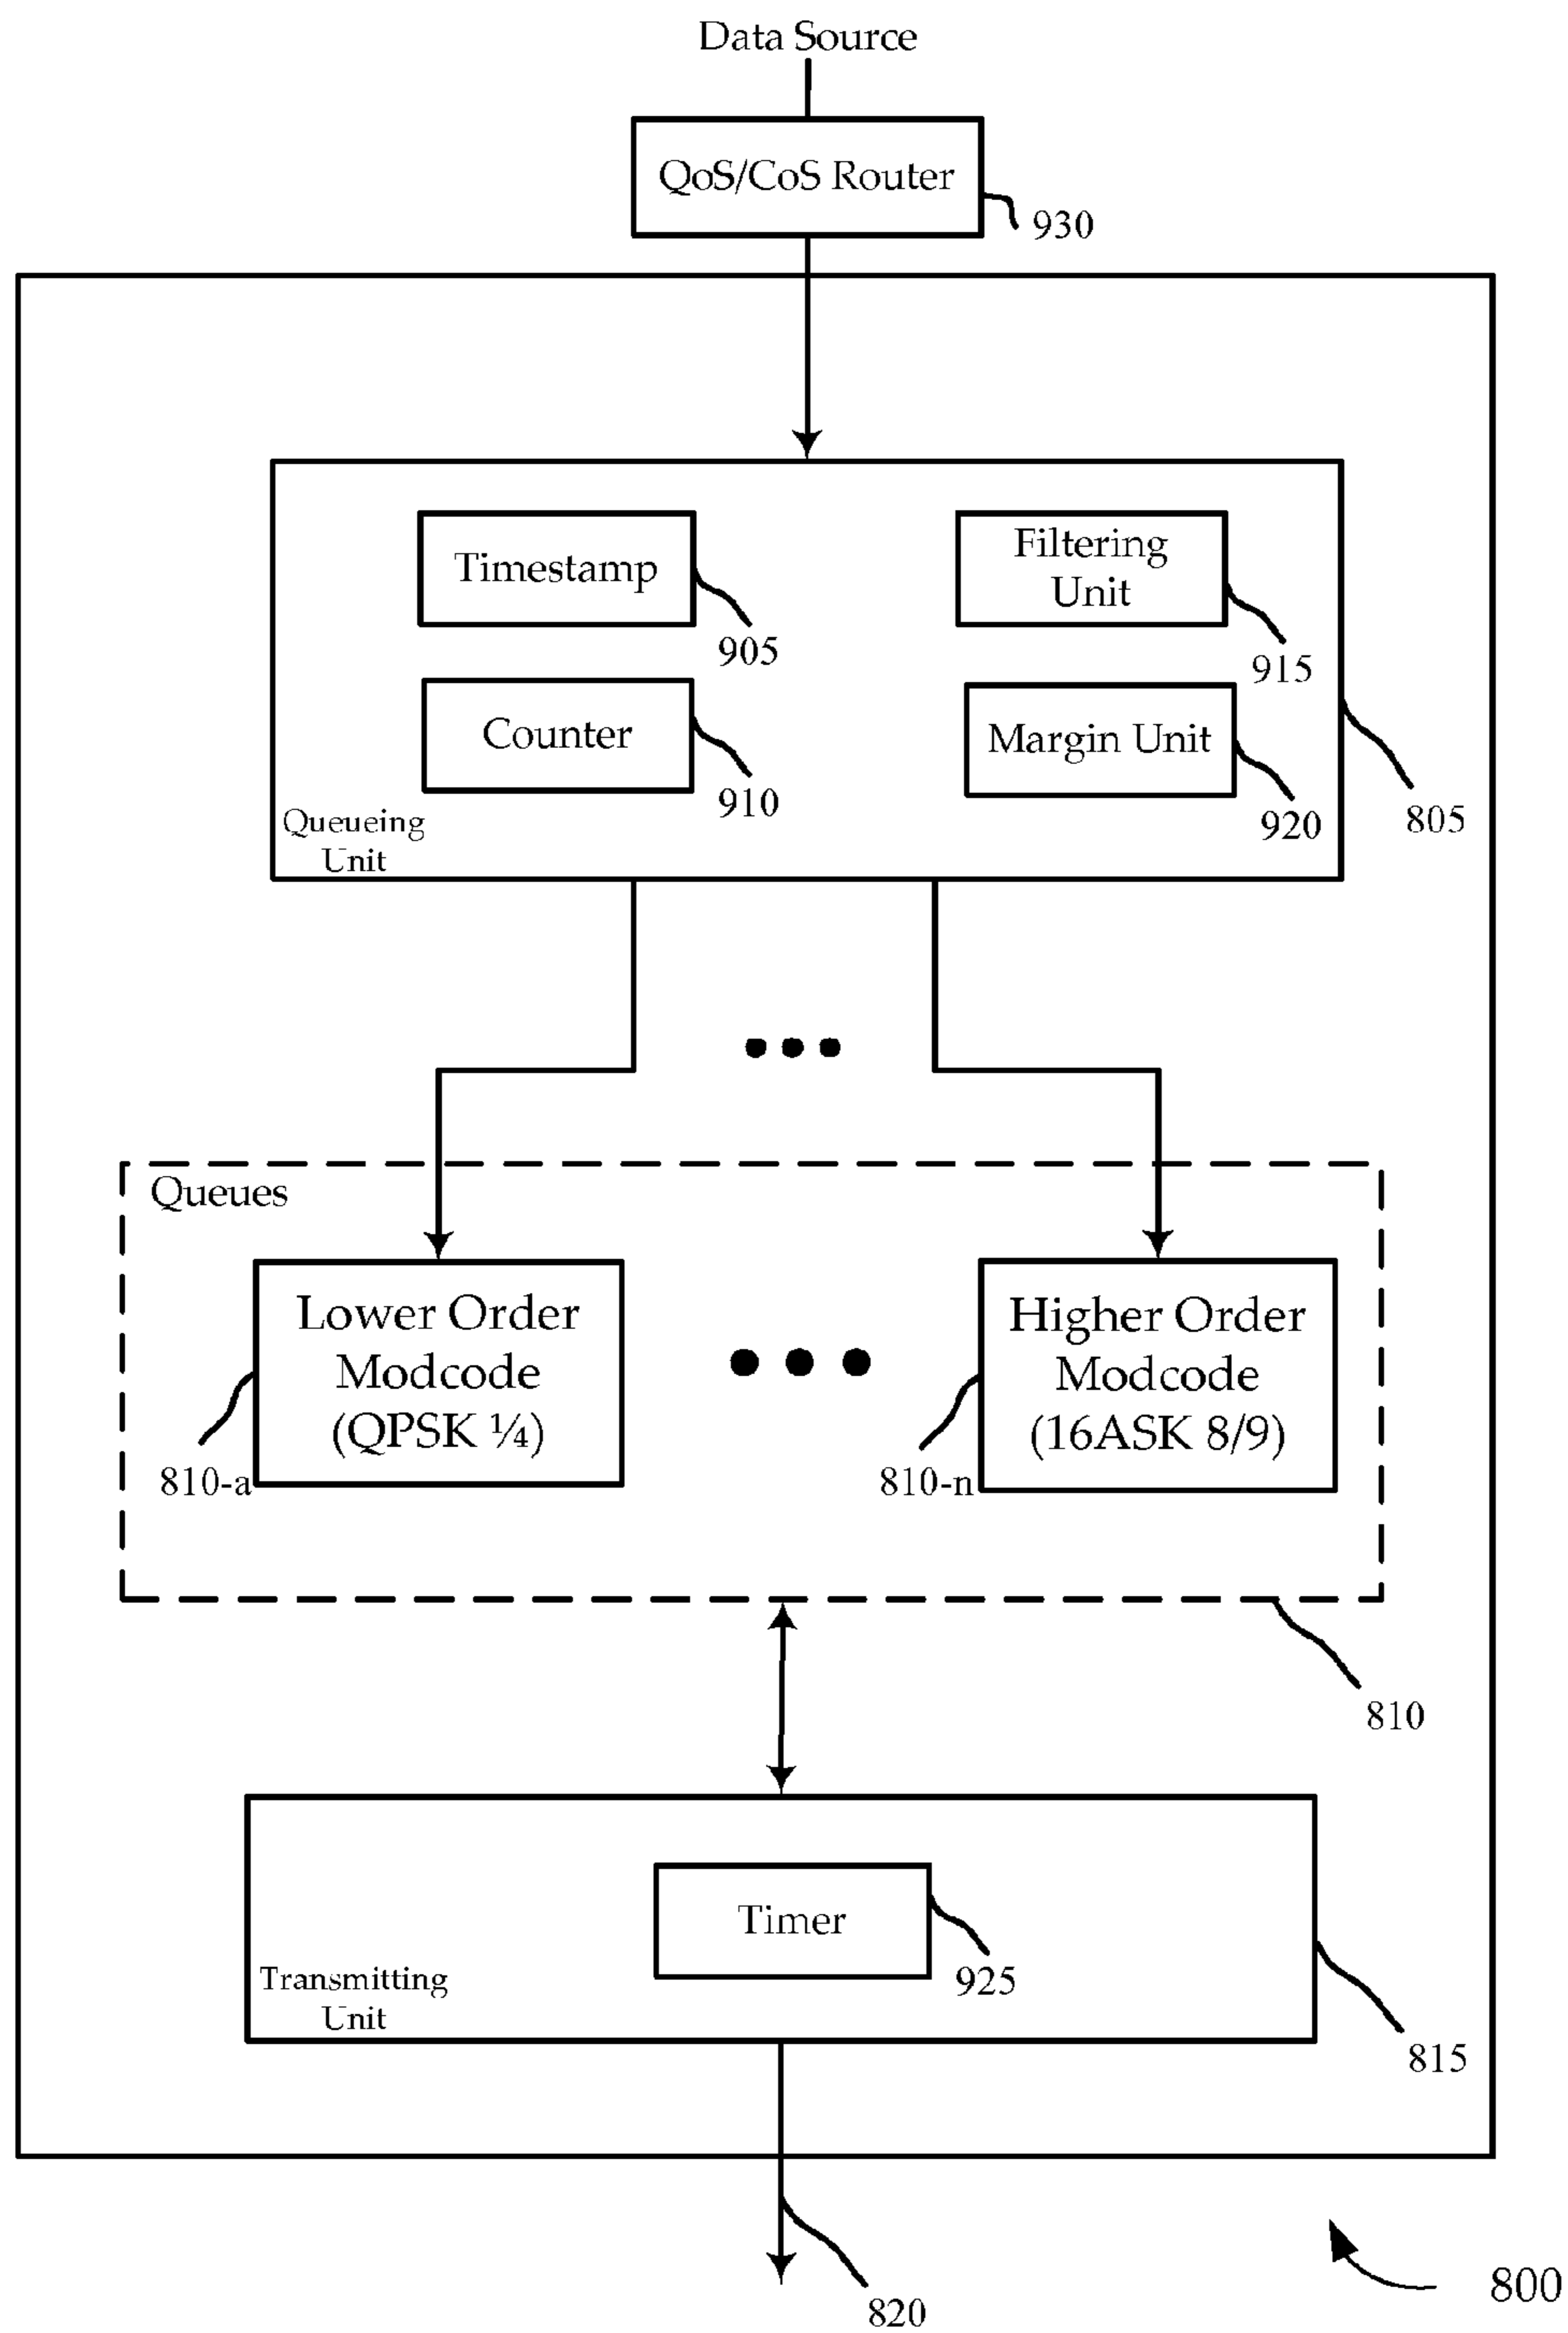 Data Source
QoS/CoS Router
930
Timestamp
905
Filtering
Unit
915
Counter
910
Margin Unit
920
805
Queueing
Unit
Queues
Lower Order
Modcode
(QPSK ¼)
810-a
Higher Order
Modcode
(16ASK 8/9)
810-n
810
Timer
925
Transmitting
Unit
815
820
800